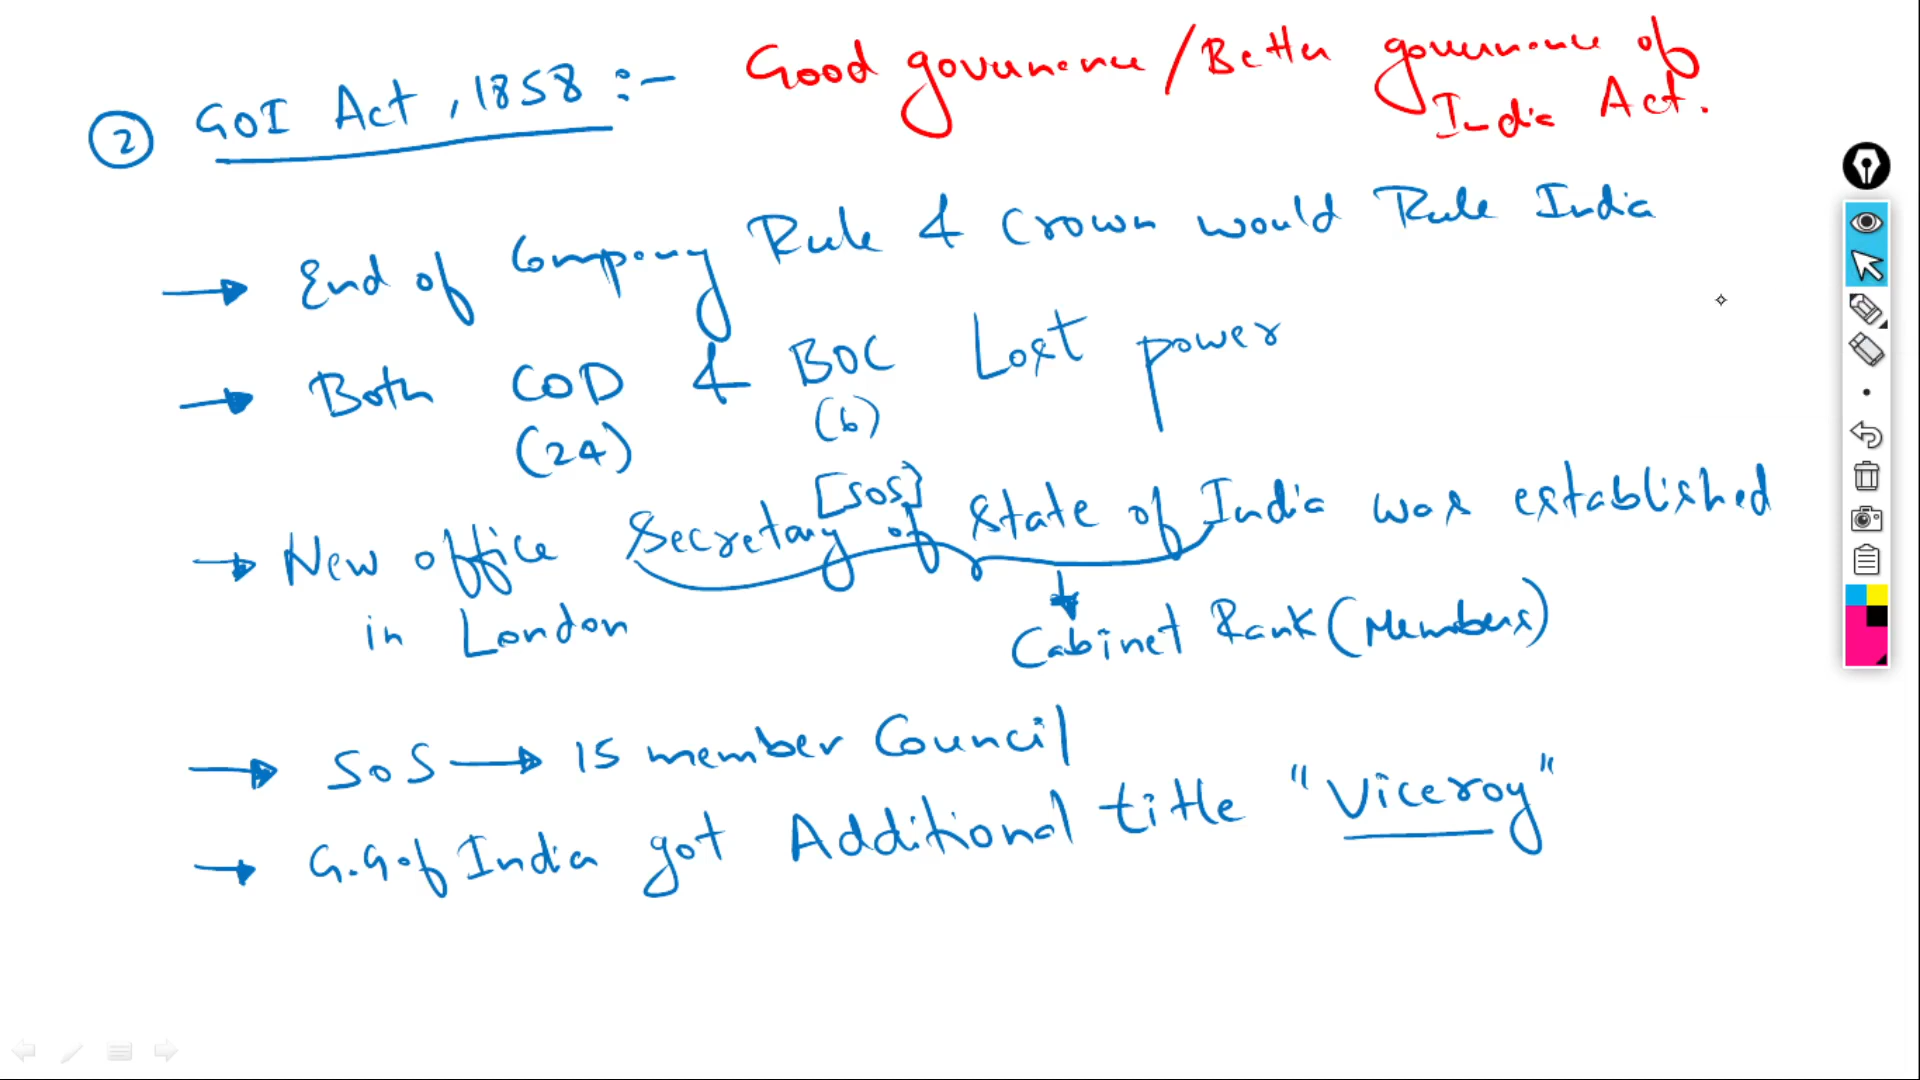 ② GOI Act, 1858 :- Good governence / Better governence of
India Act.
→ End of Company Rule & Crown would Rule India
→ Both COD & BOC Lost power
(24) (6)
[SOS]
→ New office Secretary of State of India was established
in London
Cabinet Rank (Members)
→ SoS → 15 member Council
→ G.G of India got Additional title "Viceroy"